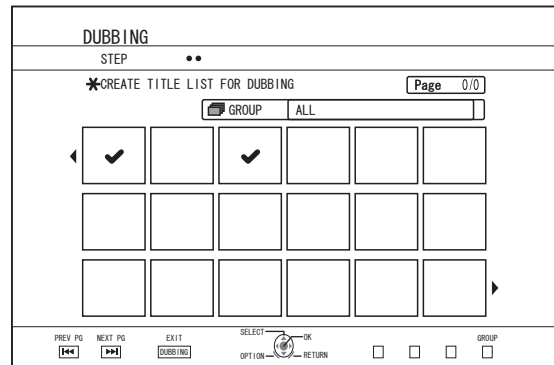 DUBBING
STEP
✱CREATE TITLE LIST FOR DUBBING
Page 0/0
GROUP ALL
PREV PG NEXT PG EXIT SELECT OK GROUP
DUBBING OPTION RETURN